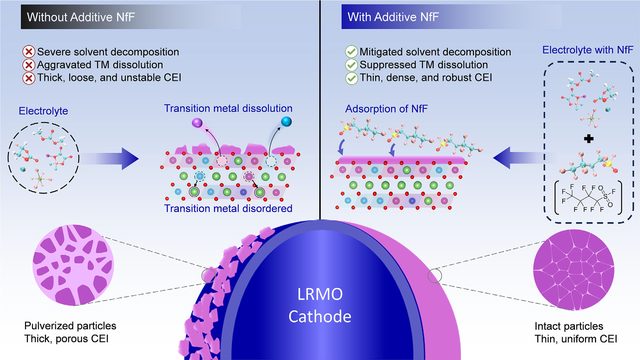 Without Additive NfF
Severe solvent decomposition
Aggravated TM dissolution
Thick, loose, and unstable CEI
Electrolyte
Transition metal dissolution
Transition metal disordered
Pulverized particles
Thick, porous CEI
With Additive NfF
Mitigated solvent decomposition
Suppressed TM dissolution
Thin, dense, and robust CEI
Electrolyte with NfF
Adsorption of NfF
+
F F F F F O
F S F
F F F F O
LRMO
Cathode
Intact particles
Thin, uniform CEI